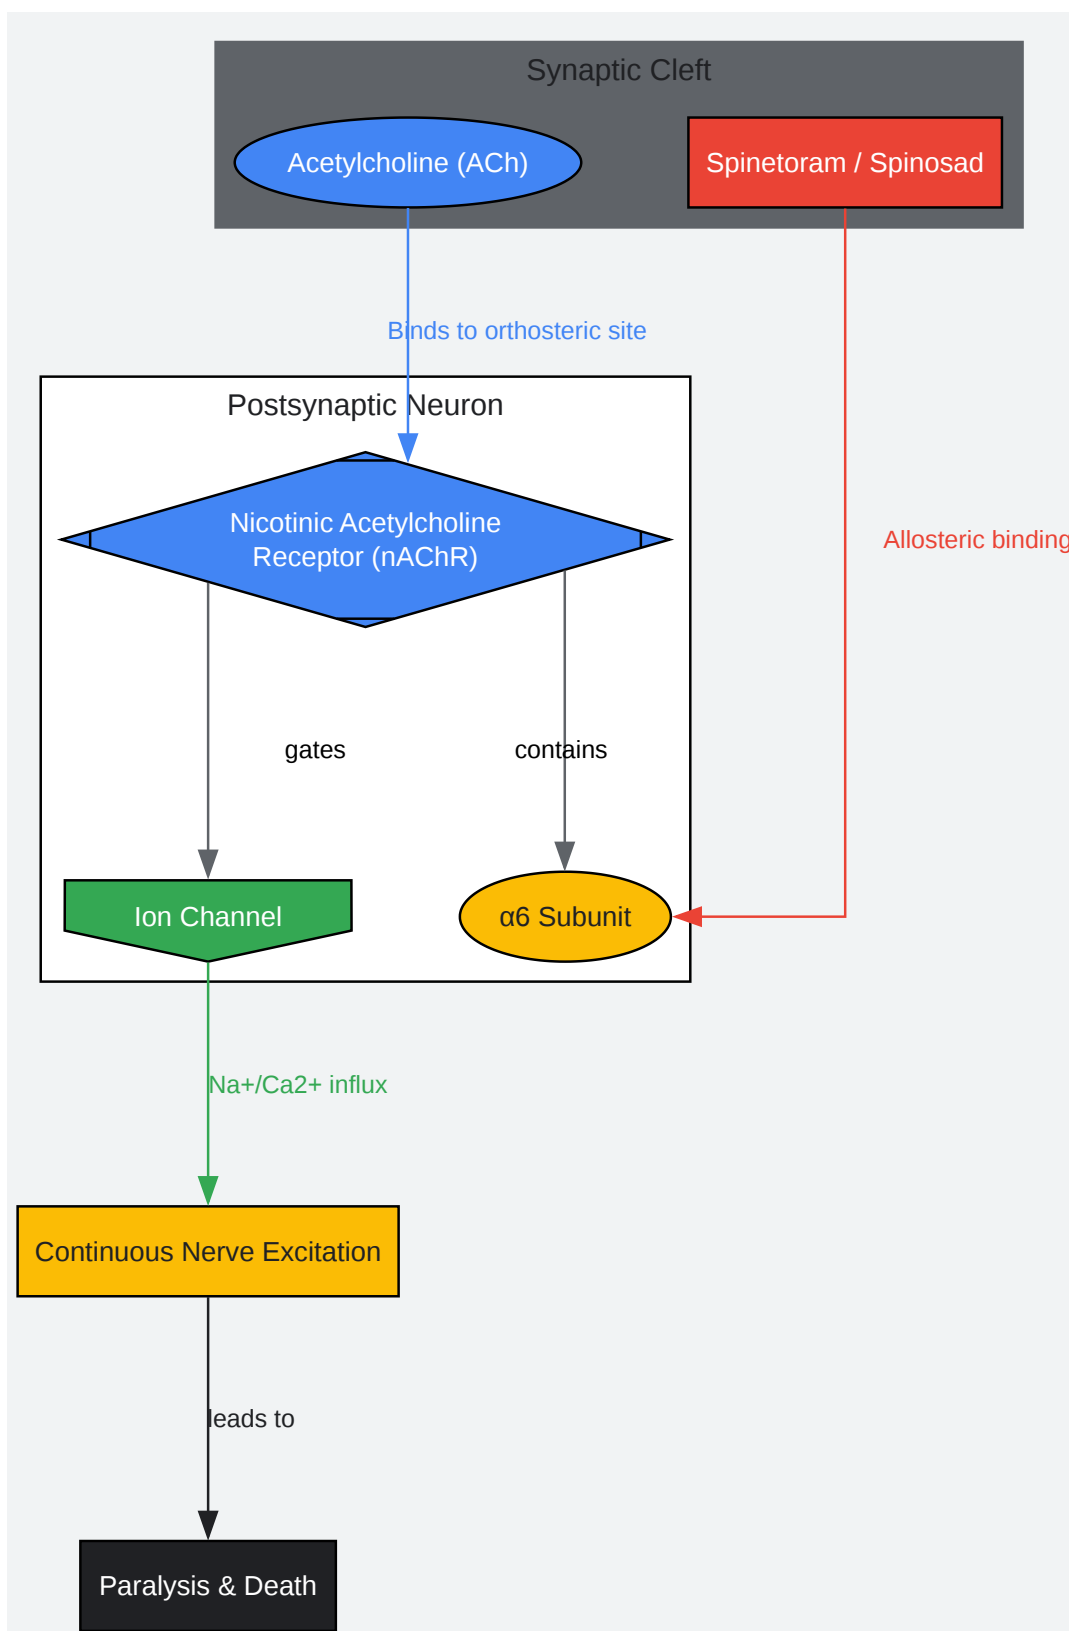 Synaptic Cleft
Acetylcholine (ACh)
Spinetoram / Spinosad
Binds to orthosteric site
Postsynaptic Neuron
Nicotinic Acetylcholine
Receptor (nAChR)
Allosteric binding
gates
contains
Ion Channel
α6 Subunit
Na+/Ca2+ influx
Continuous Nerve Excitation
leads to
Paralysis & Death